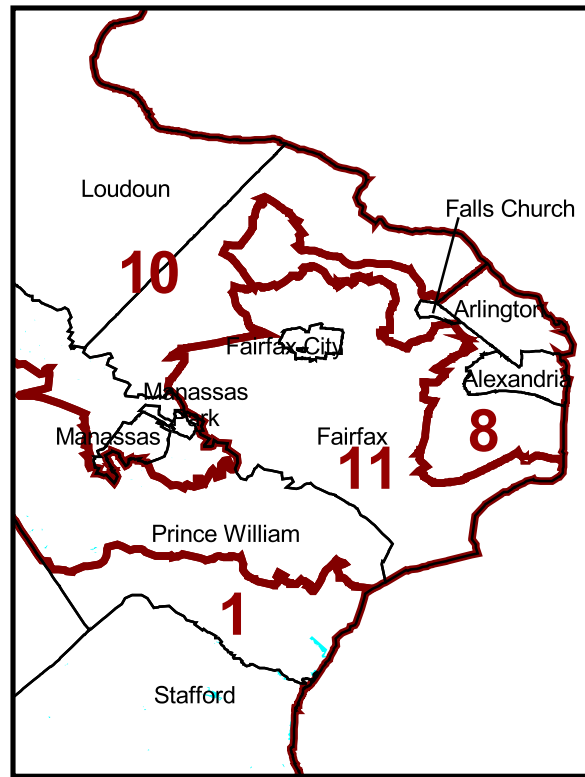 Loudoun
Falls Church
10
Arlington
Fairfax City
Alexandria
Manassas
Park
Manassas
Fairfax
8
11
Prince William
1
Stafford